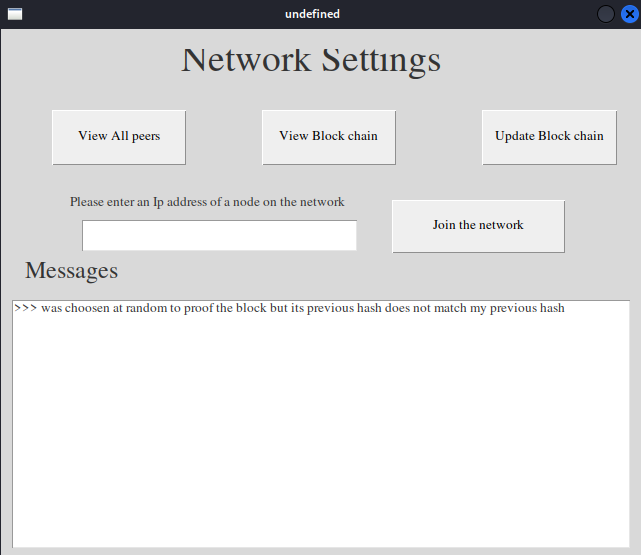 undefined
Network Settings
View All peers
View Block chain
Update Block chain
Please enter an Ip address of a node on the network
Join the network
Messages
>>> was choosen at random to proof the block but its previous hash does not match my previous hash